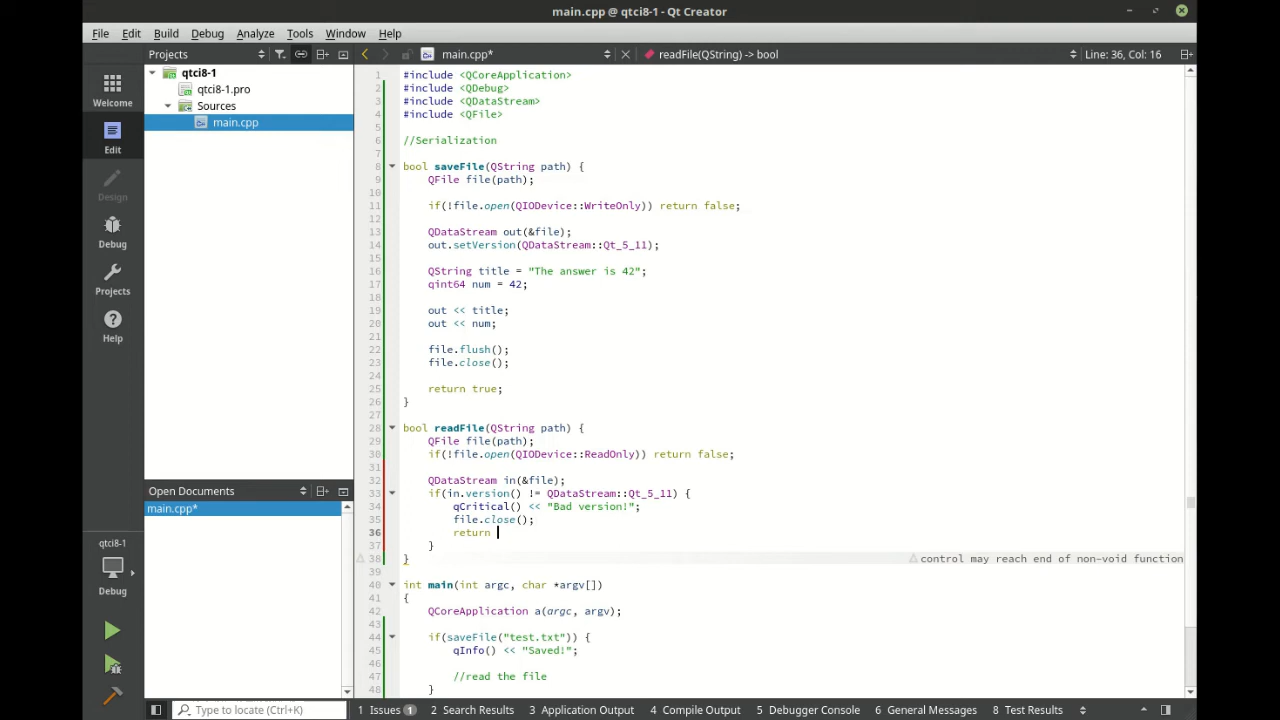 main.cpp @ qtci8-1 - Qt Creator
File Edit Build Debug Analyze Tools Window Help
Projects
main.cpp*
readFile(QString) -> bool
Line: 36, Col: 16
Welcome
Edit
Design
Debug
Projects
Help
qtci8-1
qtci8-1.pro
Sources
main.cpp
Open Documents
main.cpp*
qtci8-1
Debug
1 #include <QCoreApplication>
2 #include <QDebug>
3 #include <QDataStream>
4 #include <QFile>
5
6 //Serialization
7
8 bool saveFile(QString path) {
9 QFile file(path);
10
11 if(!file.open(QIODevice::WriteOnly)) return false;
12
13 QDataStream out(&file);
14 out.setVersion(QDataStream::Qt_5_11);
15
16 QString title = "The answer is 42";
17 qint64 num = 42;
18
19 out << title;
20 out << num;
21
22 file.flush();
23 file.close();
24
25 return true;
26 }
27
28 bool readFile(QString path) {
29 QFile file(path);
30 if(!file.open(QIODevice::ReadOnly)) return false;
31
32 QDataStream in(&file);
33 if(in.version() != QDataStream::Qt_5_11) {
34 qCritical() << "Bad version!";
35 file.close();
36 return
37 }
38 } control may reach end of non-void function
39
40 int main(int argc, char *argv[])
41 {
42 QCoreApplication a(argc, argv);
43
44 if(saveFile("test.txt")) {
45 qInfo() << "Saved!";
46
47 //read the file
48 }
Type to locate (Ctrl+K)
1 Issues 1
2 Search Results
3 Application Output
4 Compile Output
5 Debugger Console
6 General Messages
8 Test Results